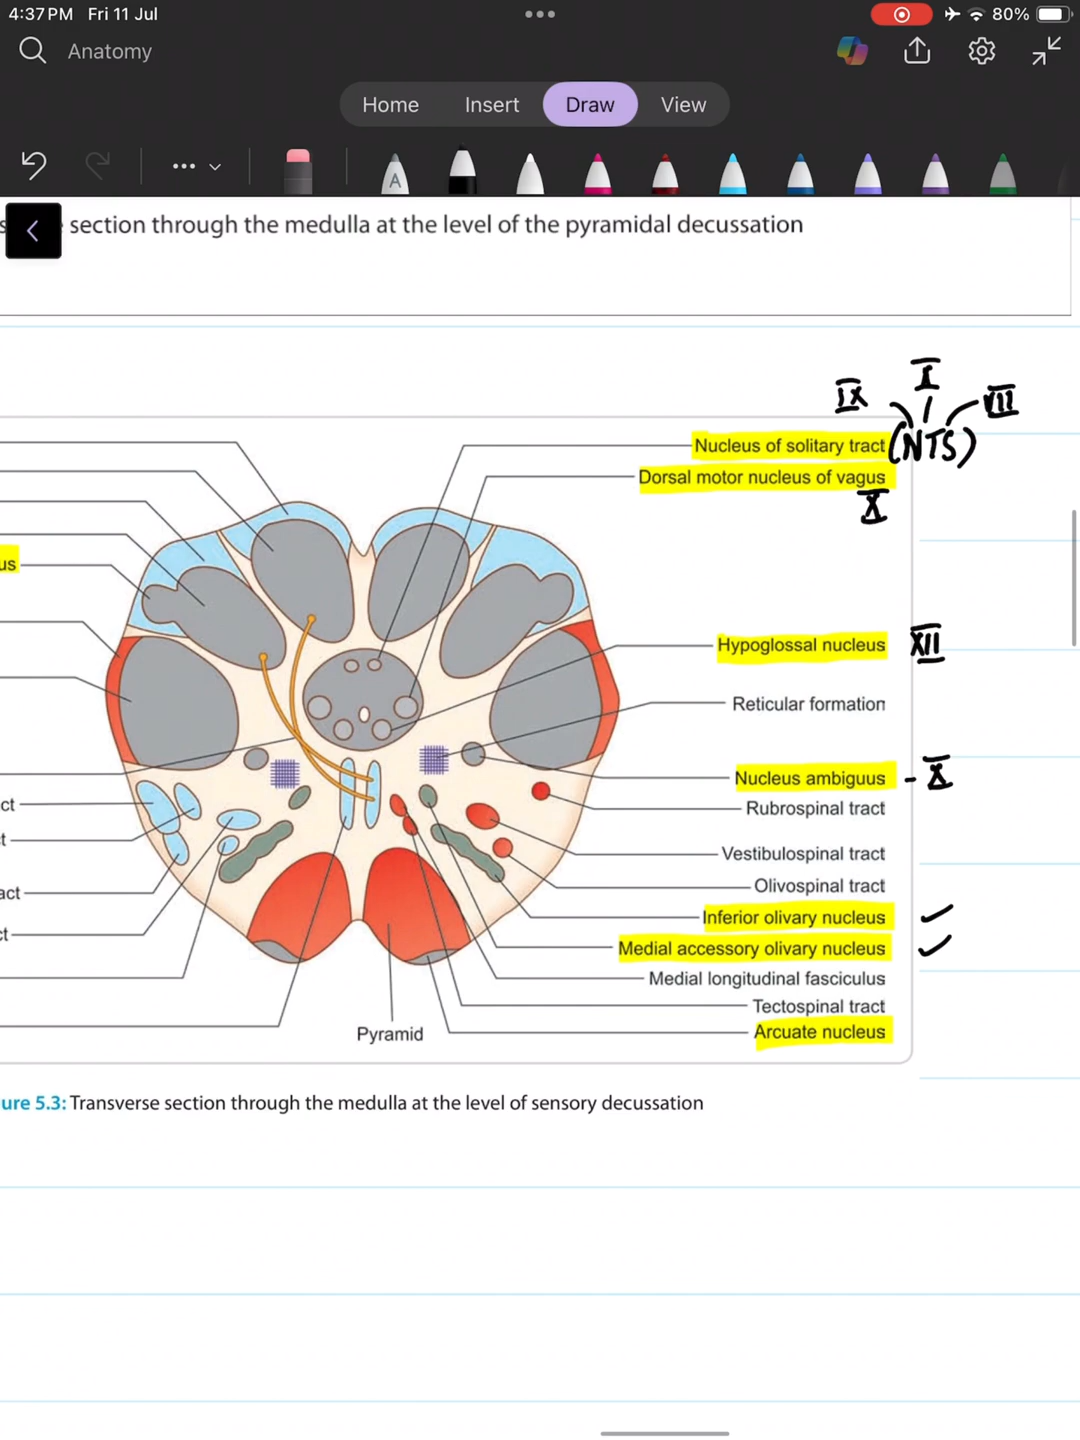 4:37 PM Fri 11 Jul
80%
Anatomy
Home Insert Draw View
A
section through the medulla at the level of the pyramidal decussation
IX X VII
Nucleus of solitary tract (NTS)
Dorsal motor nucleus of vagus
X
us
Hypoglossal nucleus XII
Reticular formation
Nucleus ambiguus - X
ct
Rubrospinal tract
t
Vestibulospinal tract
act
Olivospinal tract
Inferior olivary nucleus
ct
Medial accessory olivary nucleus
Medial longitudinal fasciculus
Tectospinal tract
Pyramid
Arcuate nucleus
ure 5.3: Transverse section through the medulla at the level of sensory decussation